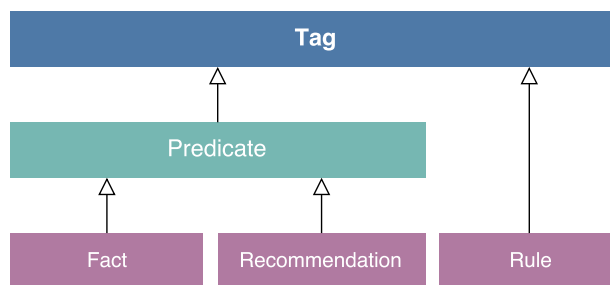 Tag
Predicate
Fact
Recommendation
Rule